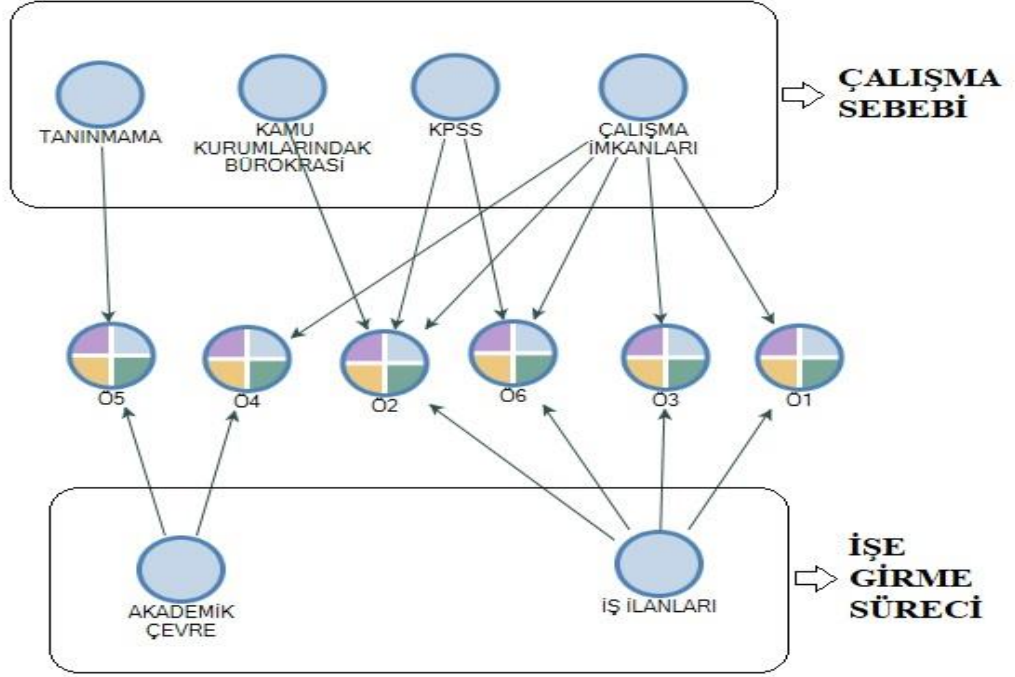 TANINMAMA
KAMU
KURUMLARINDAK
BÜROKRASİ
KPSS
ÇALIŞMA
İMKANLARI
ÇALIŞMA
SEBEBİ
Ö5
Ö4
Ö2
Ö6
Ö3
Ö1
AKADEMİK
ÇEVRE
İŞ İLANLARI
İŞE
GİRME
SÜRECİ